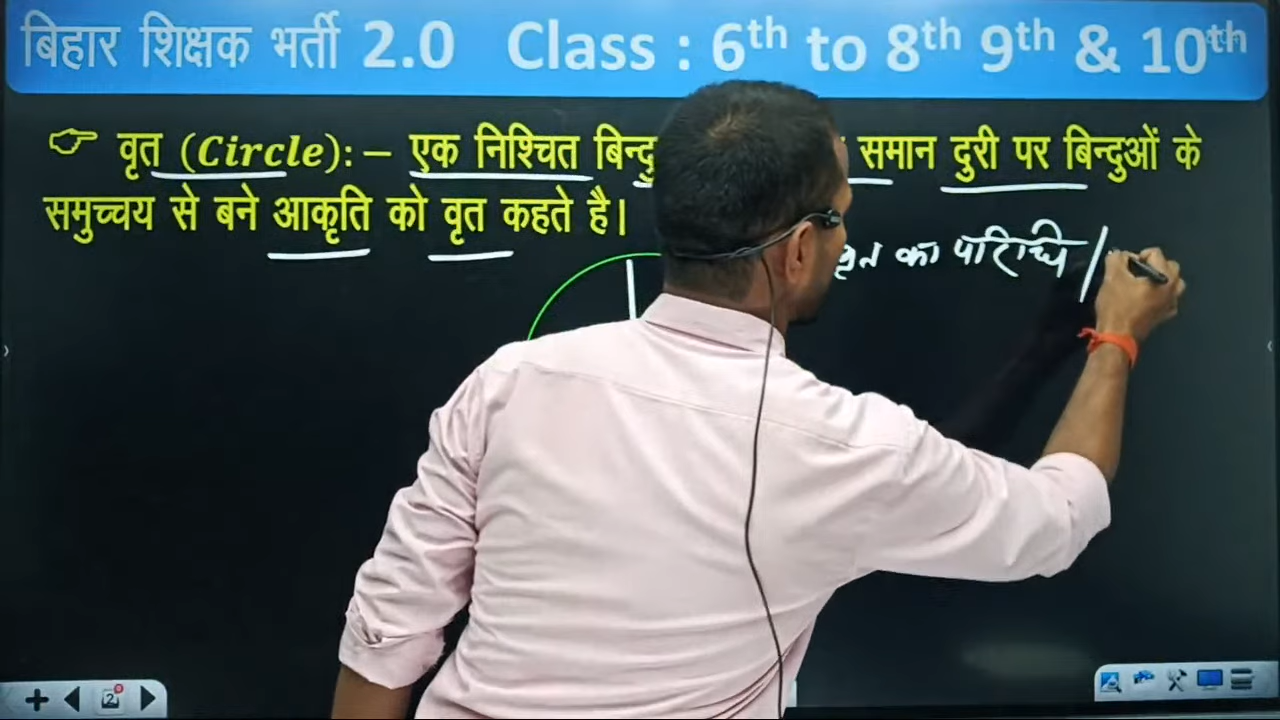 बिहार शिक्षक भर्ती 2.0 Class : 6th to 8th 9th & 10th
वृत (Circle): − एक निश्चित बिन्दु समान दुरी पर बिन्दुओं के
समुच्चय से बने आकृति को वृत कहते है।
वृत का परिधि /
2